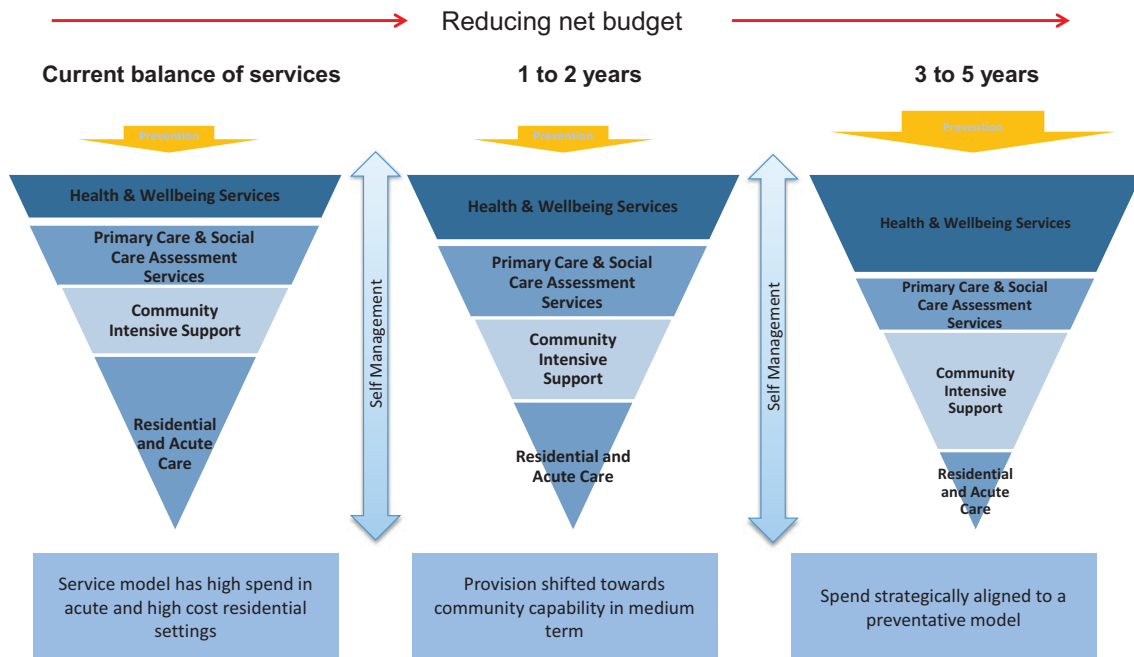 Reducing net budget
Current balance of services
1 to 2 years
3 to 5 years
Prevention
Prevention
Prevention
Health & Wellbeing Services
Primary Care & Social
Care Assessment
Services
Community
Intensive Support
Residential
and Acute
Care
Self Management
Health & Wellbeing Services
Primary Care & Social
Care Assessment
Services
Community
Intensive
Support
Residential and
Acute Care
Self Management
Health & Wellbeing Services
Primary Care & Social
Care Assessment
Services
Community
Intensive
Support
Residential
and Acute
Care
Service model has high spend in
acute and high cost residential
settings
Provision shifted towards
community capability in medium
term
Spend strategically aligned to a
preventative model